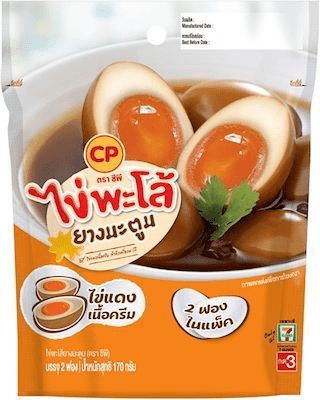 วันผลิต :
Manufactured Date :
ควรบริโภคก่อน :
Best Before Date :
CP
ตรา ซีพี
ไข่พะโล้
ยางมะตูม
ไข่แดง
เนื้อครีม
2 ฟอง
ในแพ็ค
ไข่พะโล้ยางมะตูม (ตรา ซีพี)
บรรจุ 2 ฟอง | น้ำหนักสุทธิ 170 กรัม
7-ELEVEN
3